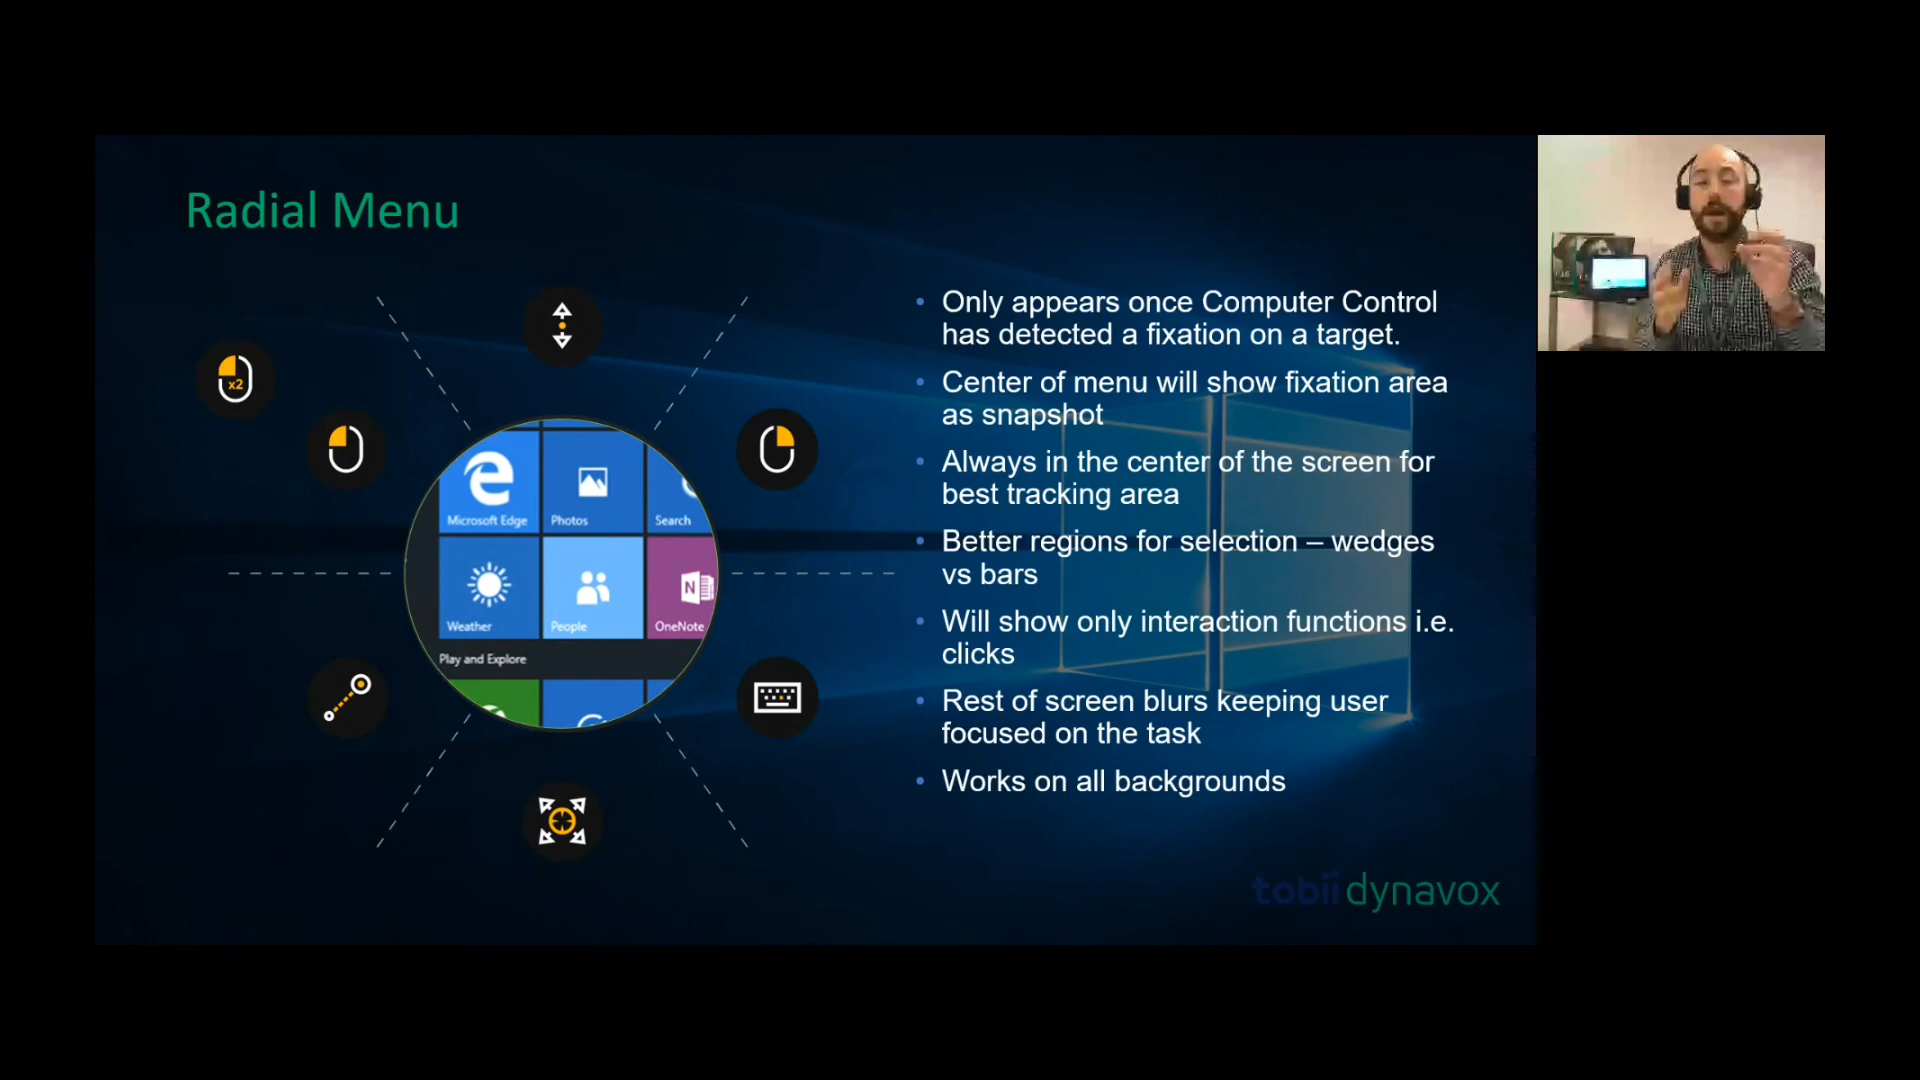 Radial Menu
x2
Microsoft Edge
Photos
Search
Weather
People
OneNote
N
Play and Explore
• Only appears once Computer Control
has detected a fixation on a target.
• Center of menu will show fixation area
as snapshot
• Always in the center of the screen for
best tracking area
• Better regions for selection – wedges
vs bars
• Will show only interaction functions i.e.
clicks
• Rest of screen blurs keeping user
focused on the task
• Works on all backgrounds
tobii dynavox